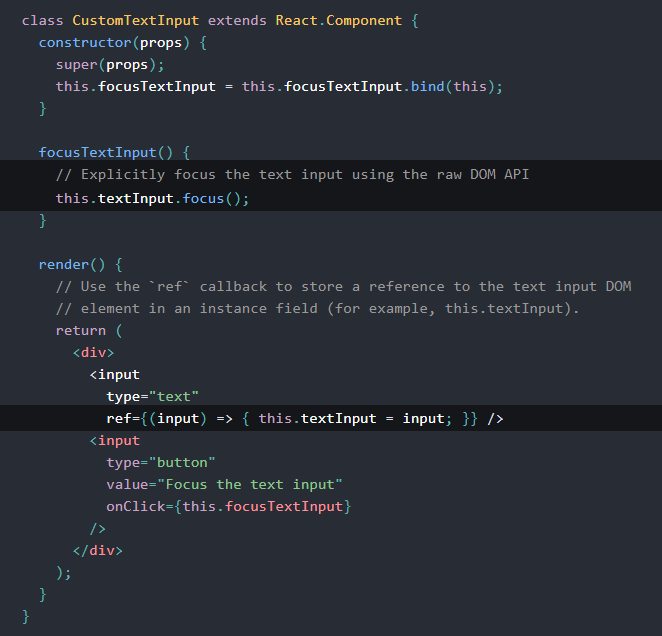 class CustomTextInput extends React.Component {
  constructor(props) {
    super(props);
    this.focusTextInput = this.focusTextInput.bind(this);
  }

  focusTextInput() {
    // Explicitly focus the text input using the raw DOM API
    this.textInput.focus();
  }

  render() {
    // Use the `ref` callback to store a reference to the text input DOM
    // element in an instance field (for example, this.textInput).
    return (
      <div>
        <input
          type="text"
          ref={(input) => { this.textInput = input; }} />
        <input
          type="button"
          value="Focus the text input"
          onClick={this.focusTextInput}
        />
      </div>
    );
  }
}